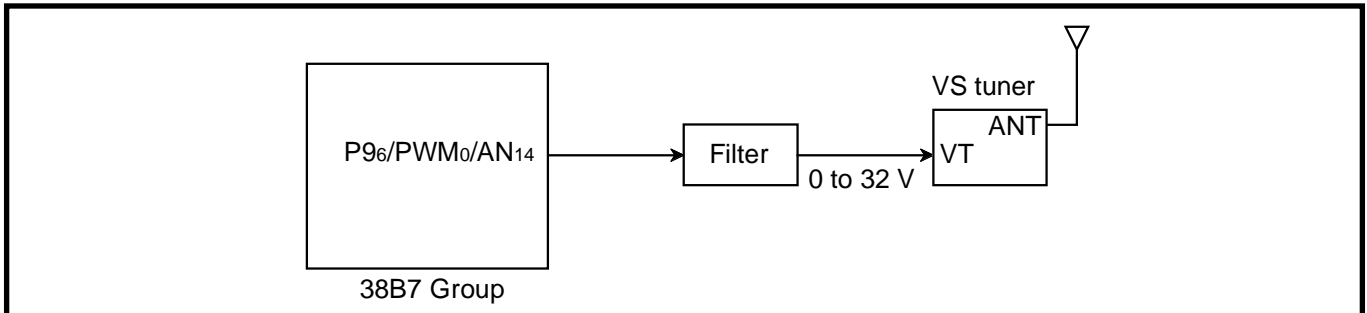 VS tuner
ANT
P96/PWM0/AN14
Filter
VT
0 to 32 V
38B7 Group